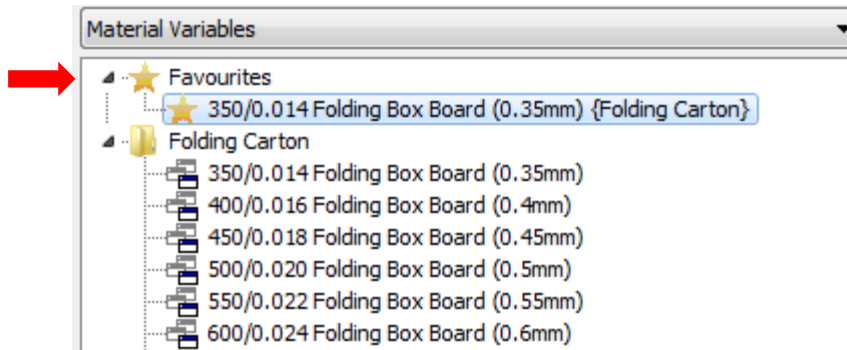 Material Variables
Favourites
350/0.014 Folding Box Board (0.35mm) {Folding Carton}
Folding Carton
350/0.014 Folding Box Board (0.35mm)
400/0.016 Folding Box Board (0.4mm)
450/0.018 Folding Box Board (0.45mm)
500/0.020 Folding Box Board (0.5mm)
550/0.022 Folding Box Board (0.55mm)
600/0.024 Folding Box Board (0.6mm)